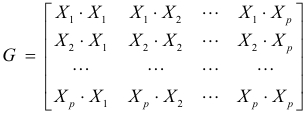 G = [ X₁ · X₁   X₁ · X₂   ⋯   X₁ · Xₚ
X₂ · X₁   X₂ · X₂   ⋯   X₂ · Xₚ
⋯   ⋯   ⋯   ⋯
Xₚ · X₁   Xₚ · X₂   ⋯   Xₚ · Xₚ ]